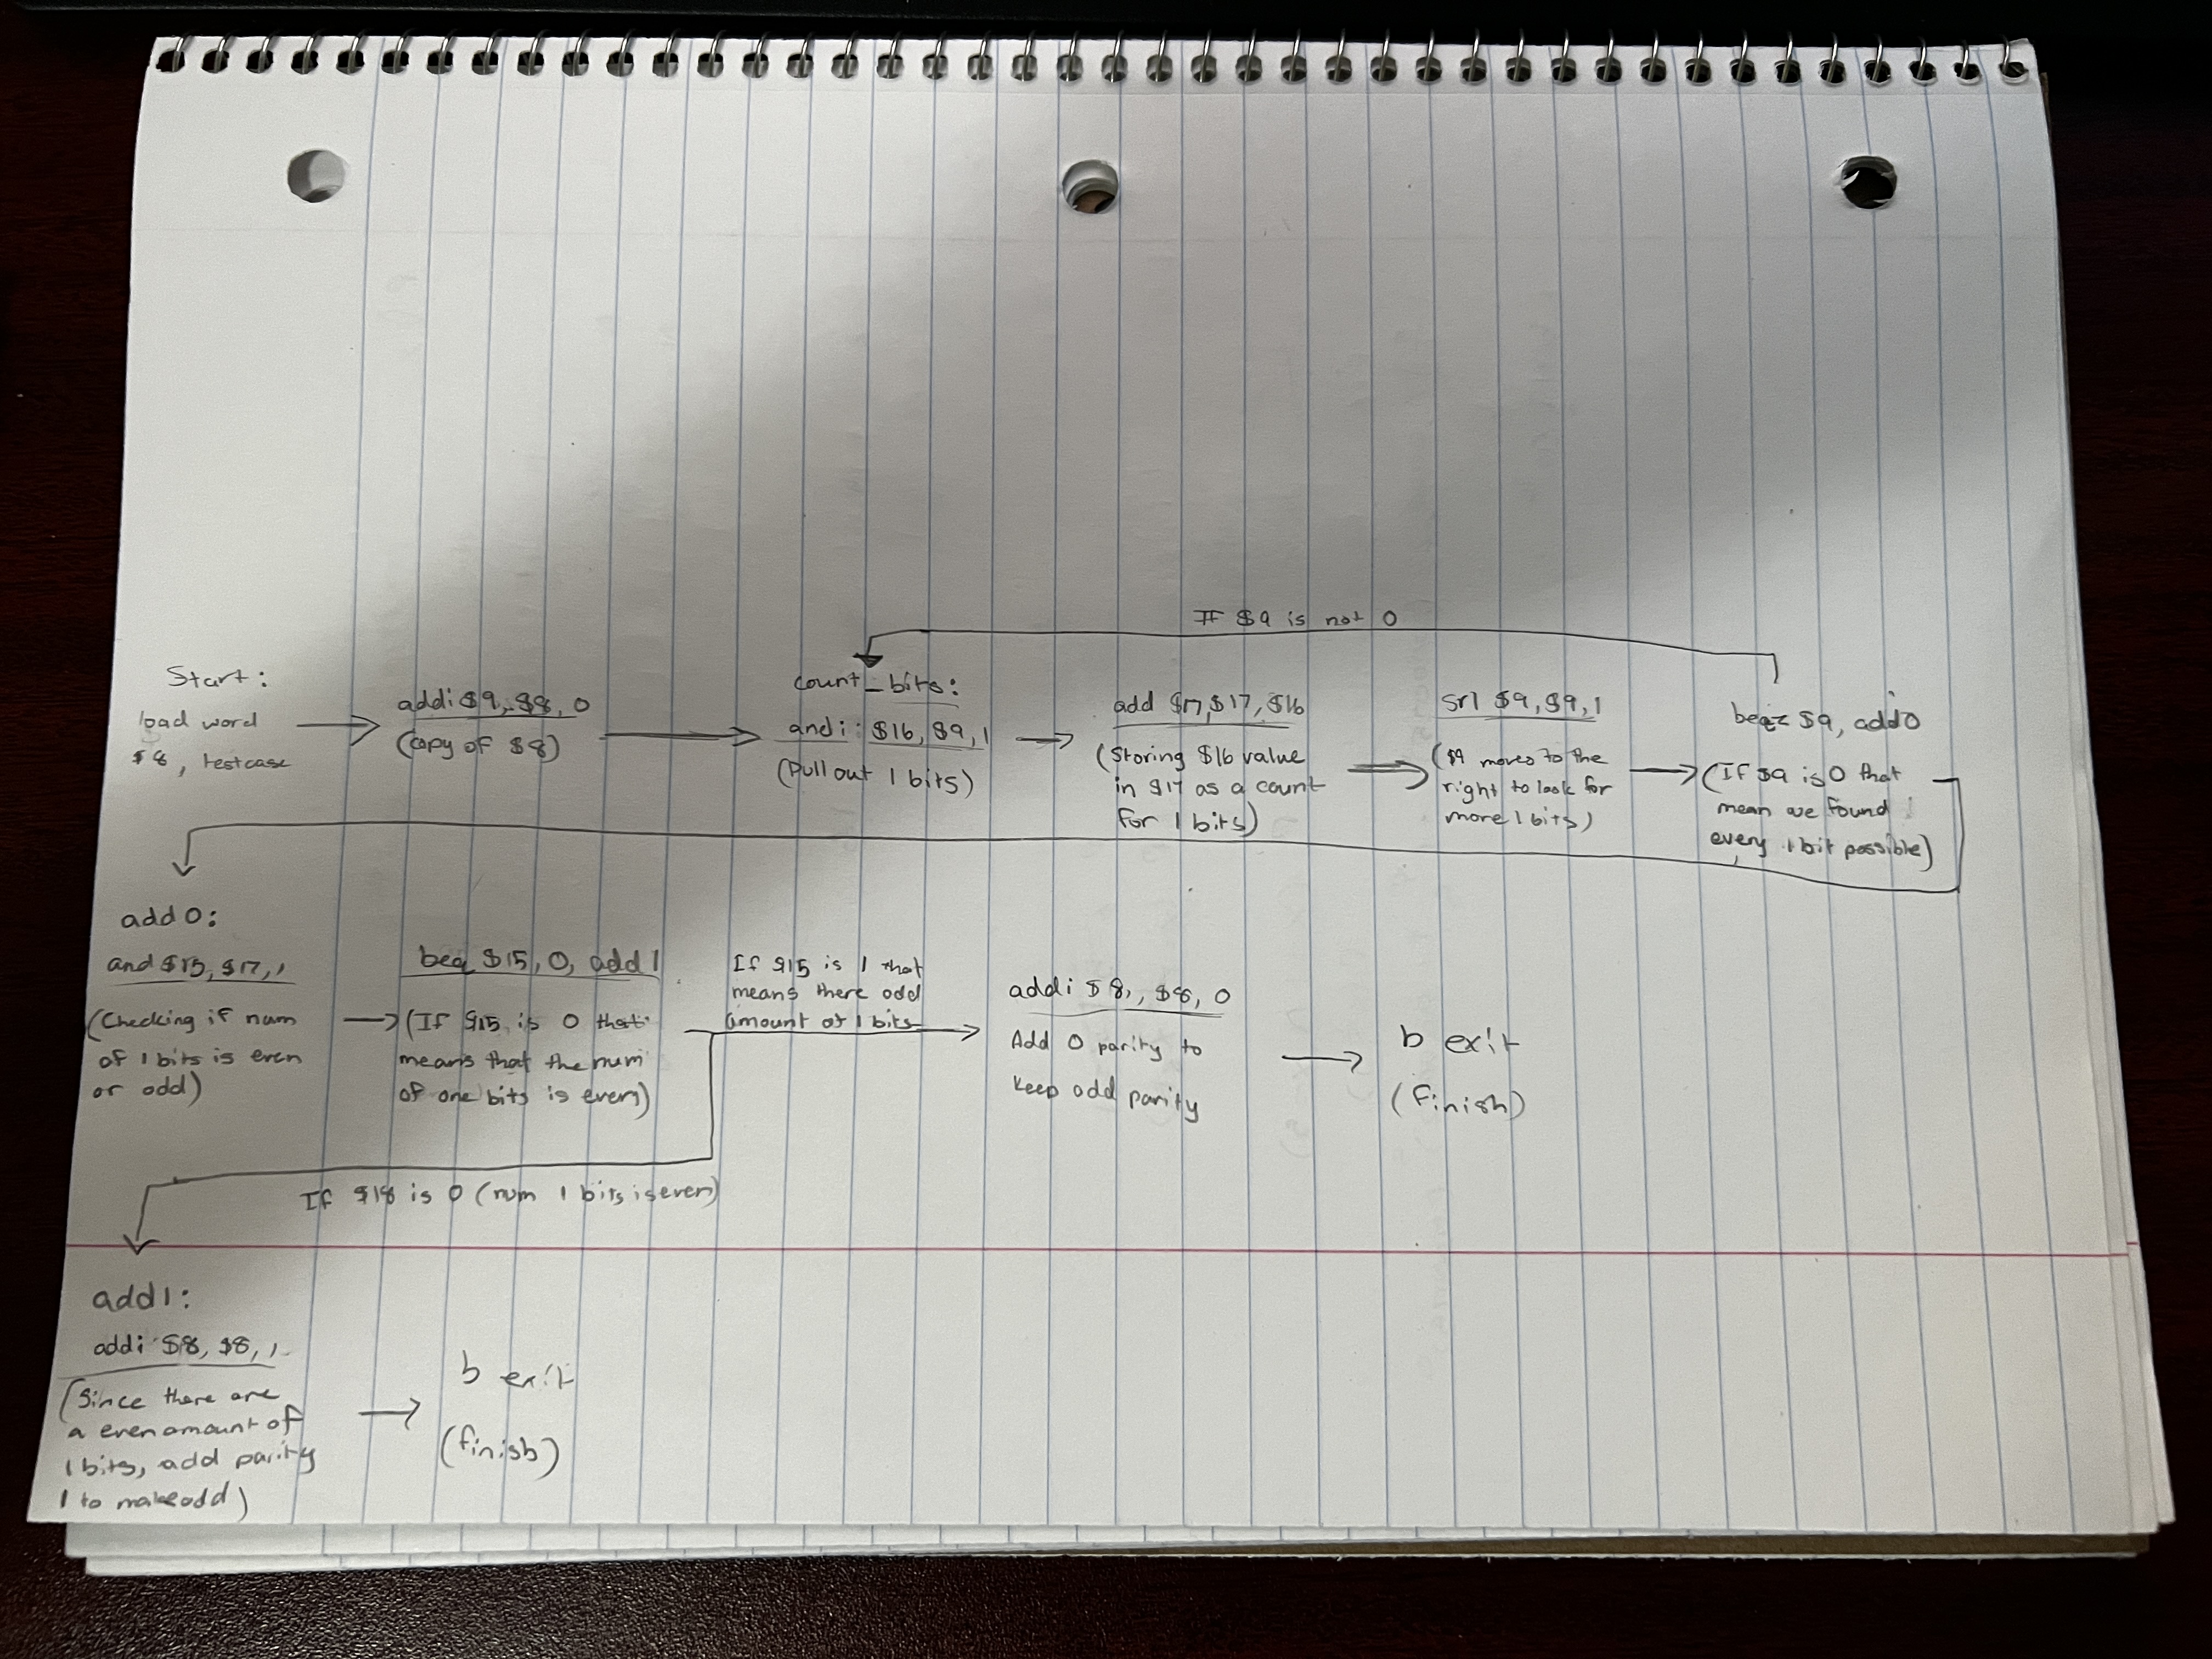 If $9 is not 0
Start:
load word
$8, testcase
addi $9, $8, 0
(copy of $8)
count_bits:
andi: $16, $9, 1
(Pull out 1 bits)
add $17, $17, $16
(Storing $16 value
in $17 as a count
for 1 bits)
srl $9, $9, 1
($9 moves to the
right to look for
more 1 bits)
beqz $9, add0
(If $9 is 0 that
mean we found
every 1 bit possible)
add0:
and $15, $17, 1
(Checking if num
of 1 bits is even
or odd)
beq $15, 0, add1
(If $15 is 0 that
means that the num
of one bits is even)
If $15 is 1 that
means there odd
amount of 1 bits
addi $8, $8, 0
Add 0 parity to
keep odd parity
b exit
(finish)
If $18 is 0 (num 1 bits is even)
add1:
addi $8, $8, 1
(Since there are
a even amount of
1 bits, add parity
1 to make odd)
b exit
(finish)